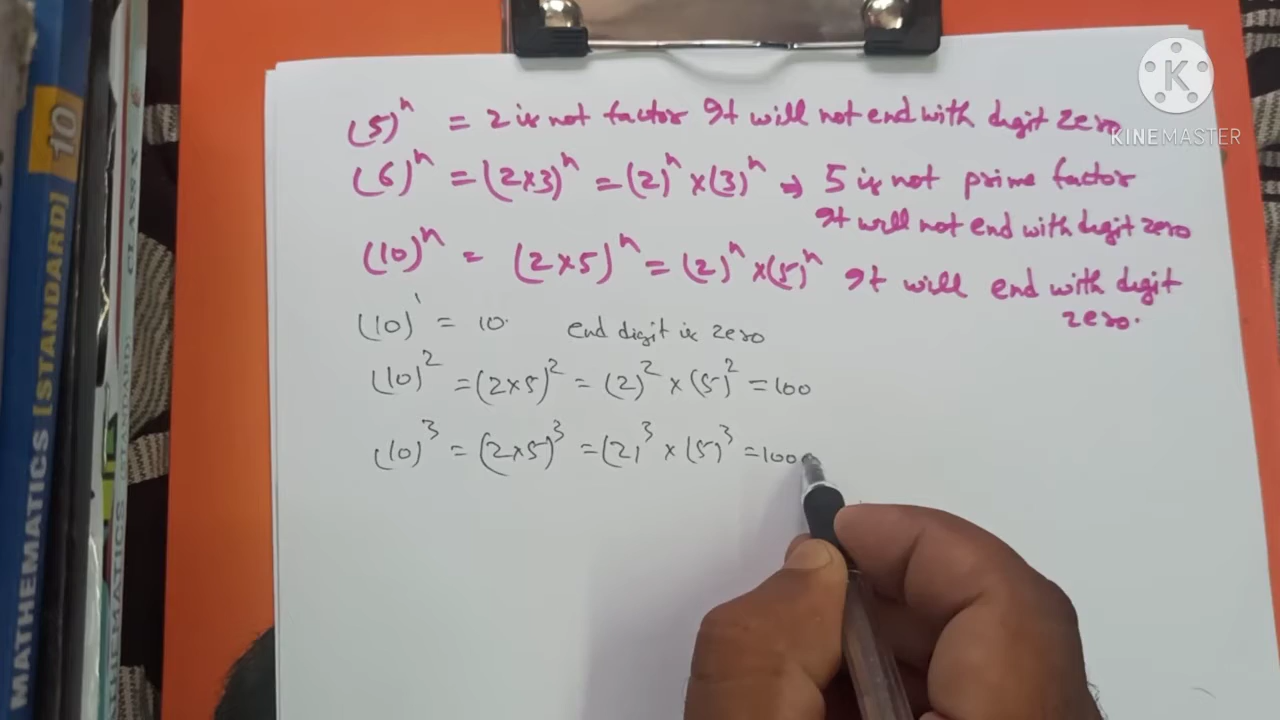 (5)ⁿ = 2 is not factor It will not end with digit zero
(6)ⁿ = (2×3)ⁿ = (2)ⁿ × (3)ⁿ → 5 is not prime factor
It will not end with digit zero
(10)ⁿ = (2×5)ⁿ = (2)ⁿ × (5)ⁿ It will end with digit
zero.
(10)¹ = 10. end digit is zero
(10)² = (2×5)² = (2)² × (5)² = 100
(10)³ = (2×5)³ = (2)³ × (5)³ = 1000
K
KINEMASTER
MATHEMATICS [STANDARD] 10
MATHEMATICS (STANDARD) CLASS X